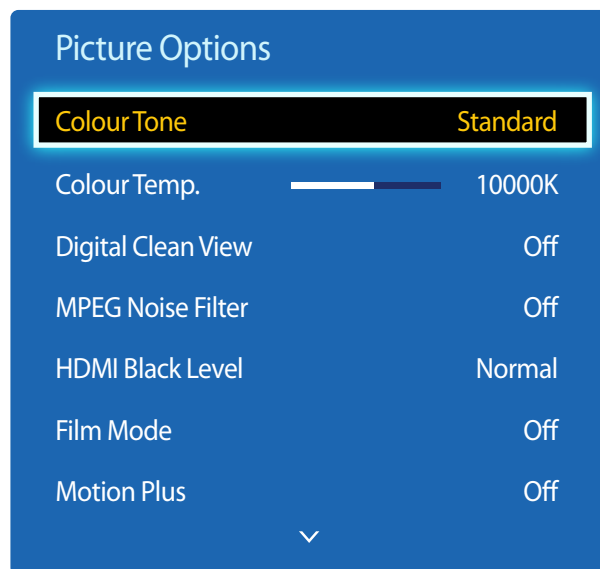 Picture Options
Colour Tone Standard
Colour Temp. 10000K
Digital Clean View Off
MPEG Noise Filter Off
HDMI Black Level Normal
Film Mode Off
Motion Plus Off